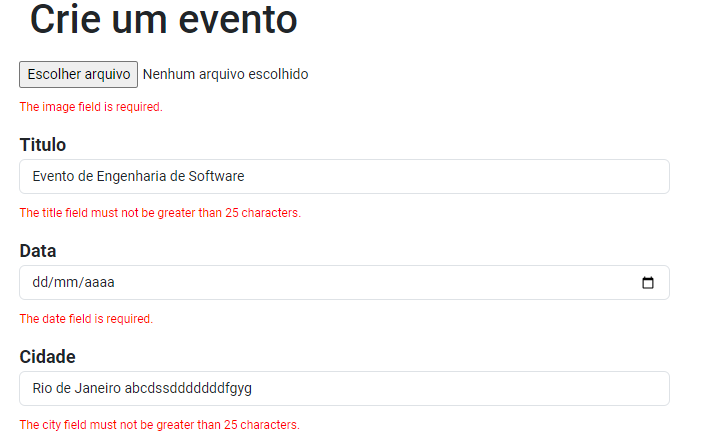 Crie um evento
Escolher arquivo Nenhum arquivo escolhido
The image field is required.
Titulo
Evento de Engenharia de Software
The title field must not be greater than 25 characters.
Data
dd/mm/aaaa
The date field is required.
Cidade
Rio de Janeiro abcdssdddddddfgyg
The city field must not be greater than 25 characters.